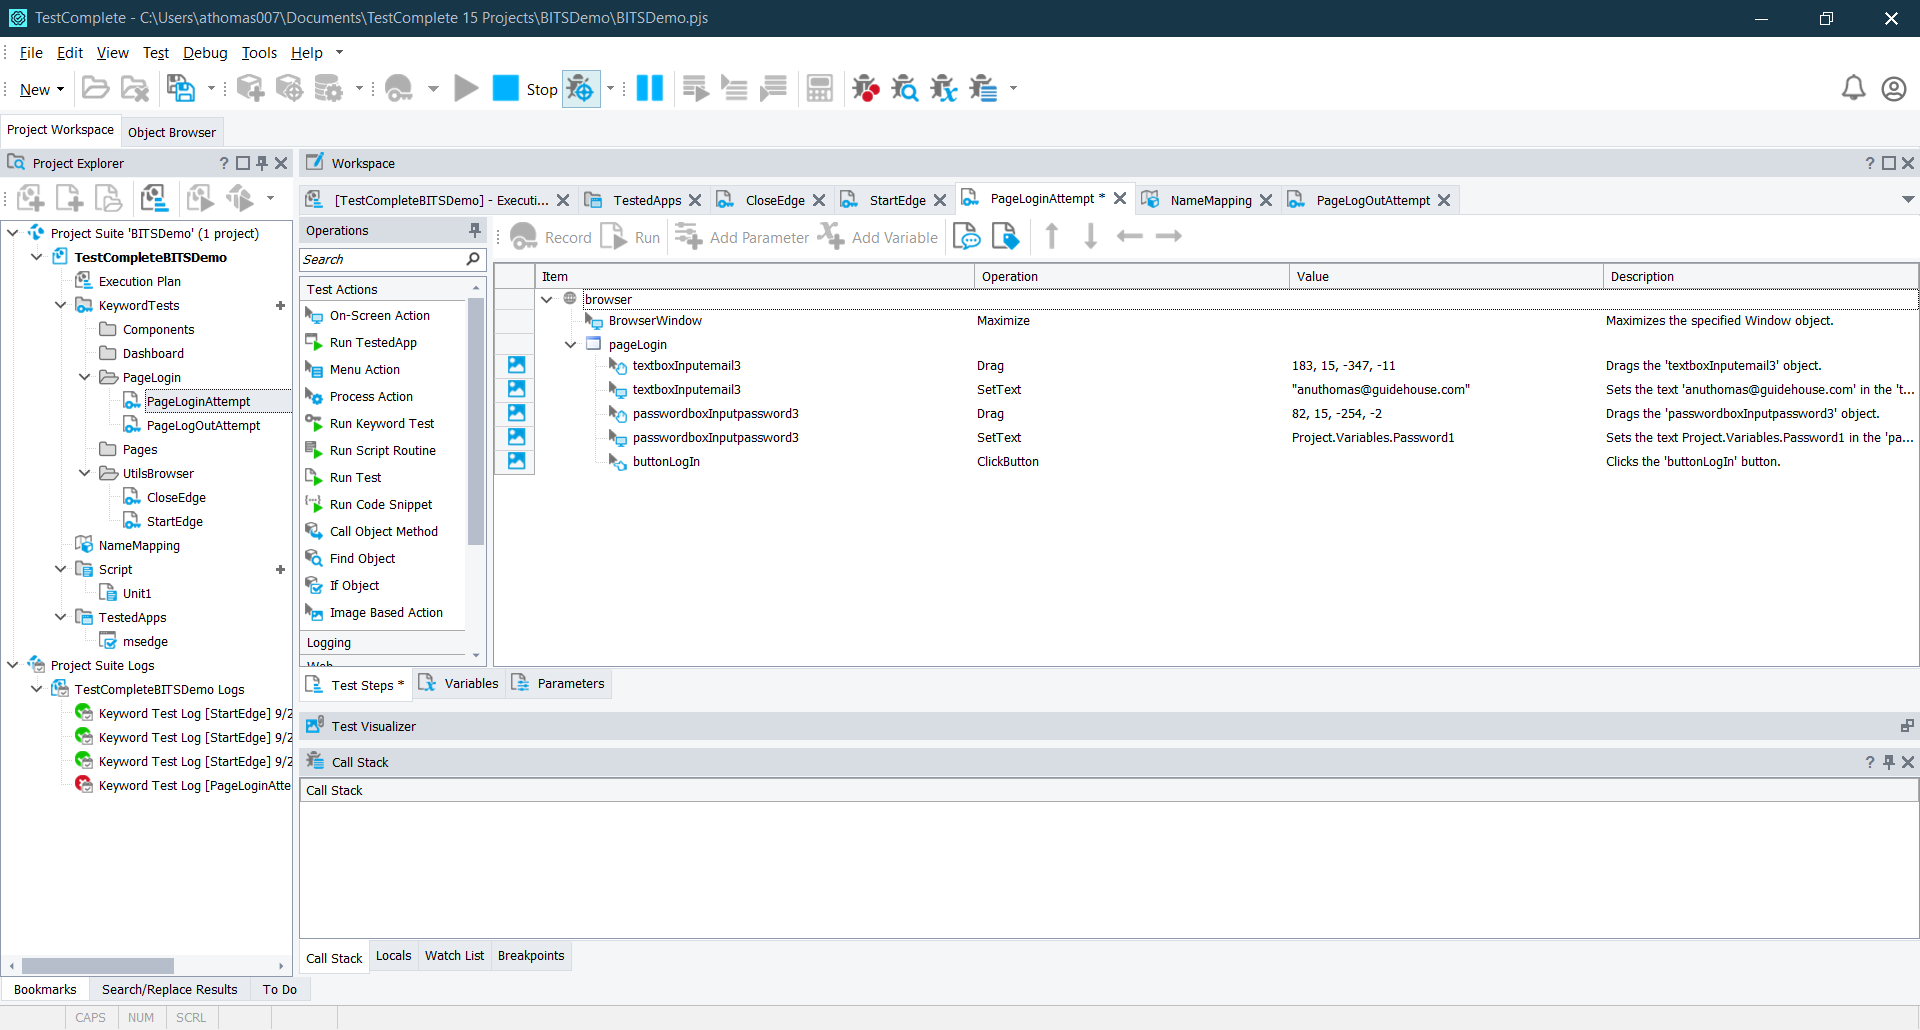 TestComplete - C:\Users\athomas007\Documents\TestComplete 15 Projects\BITSDemo\BITSDemo.pjs
File Edit View Test Debug Tools Help
New Stop
Project Workspace Object Browser
Project Explorer ?
Workspace ?
[TestCompleteBITSDemo] - Executi... TestedApps CloseEdge StartEdge PageLoginAttempt * NameMapping PageLogOutAttempt
Project Suite 'BITSDemo' (1 project)
TestCompleteBITSDemo
Execution Plan
KeywordTests
Components
Dashboard
PageLogin
PageLoginAttempt
PageLogOutAttempt
Pages
UtilsBrowser
CloseEdge
StartEdge
NameMapping
Script
Unit1
TestedApps
msedge
Project Suite Logs
TestCompleteBITSDemo Logs
Keyword Test Log [StartEdge] 9/2
Keyword Test Log [StartEdge] 9/2
Keyword Test Log [StartEdge] 9/2
Keyword Test Log [PageLoginAtte
Operations
Search
Test Actions
On-Screen Action
Run TestedApp
Menu Action
Process Action
Run Keyword Test
Run Script Routine
Run Test
Run Code Snippet
Call Object Method
Find Object
If Object
Image Based Action
Logging
Web
Record Run Add Parameter Add Variable
Item Operation Value Description
browser
BrowserWindow Maximize Maximizes the specified Window object.
pageLogin
textboxInputemail3 Drag 183, 15, -347, -11 Drags the 'textboxInputemail3' object.
textboxInputemail3 SetText "anuthomas@guidehouse.com" Sets the text 'anuthomas@guidehouse.com' in the 't...
passwordboxInputpassword3 Drag 82, 15, -254, -2 Drags the 'passwordboxInputpassword3' object.
passwordboxInputpassword3 SetText Project.Variables.Password1 Sets the text Project.Variables.Password1 in the 'pa...
buttonLogIn ClickButton Clicks the 'buttonLogIn' button.
Test Steps * Variables Parameters
Test Visualizer
Call Stack ?
Call Stack
Call Stack Locals Watch List Breakpoints
Bookmarks Search/Replace Results To Do
CAPS NUM SCRL